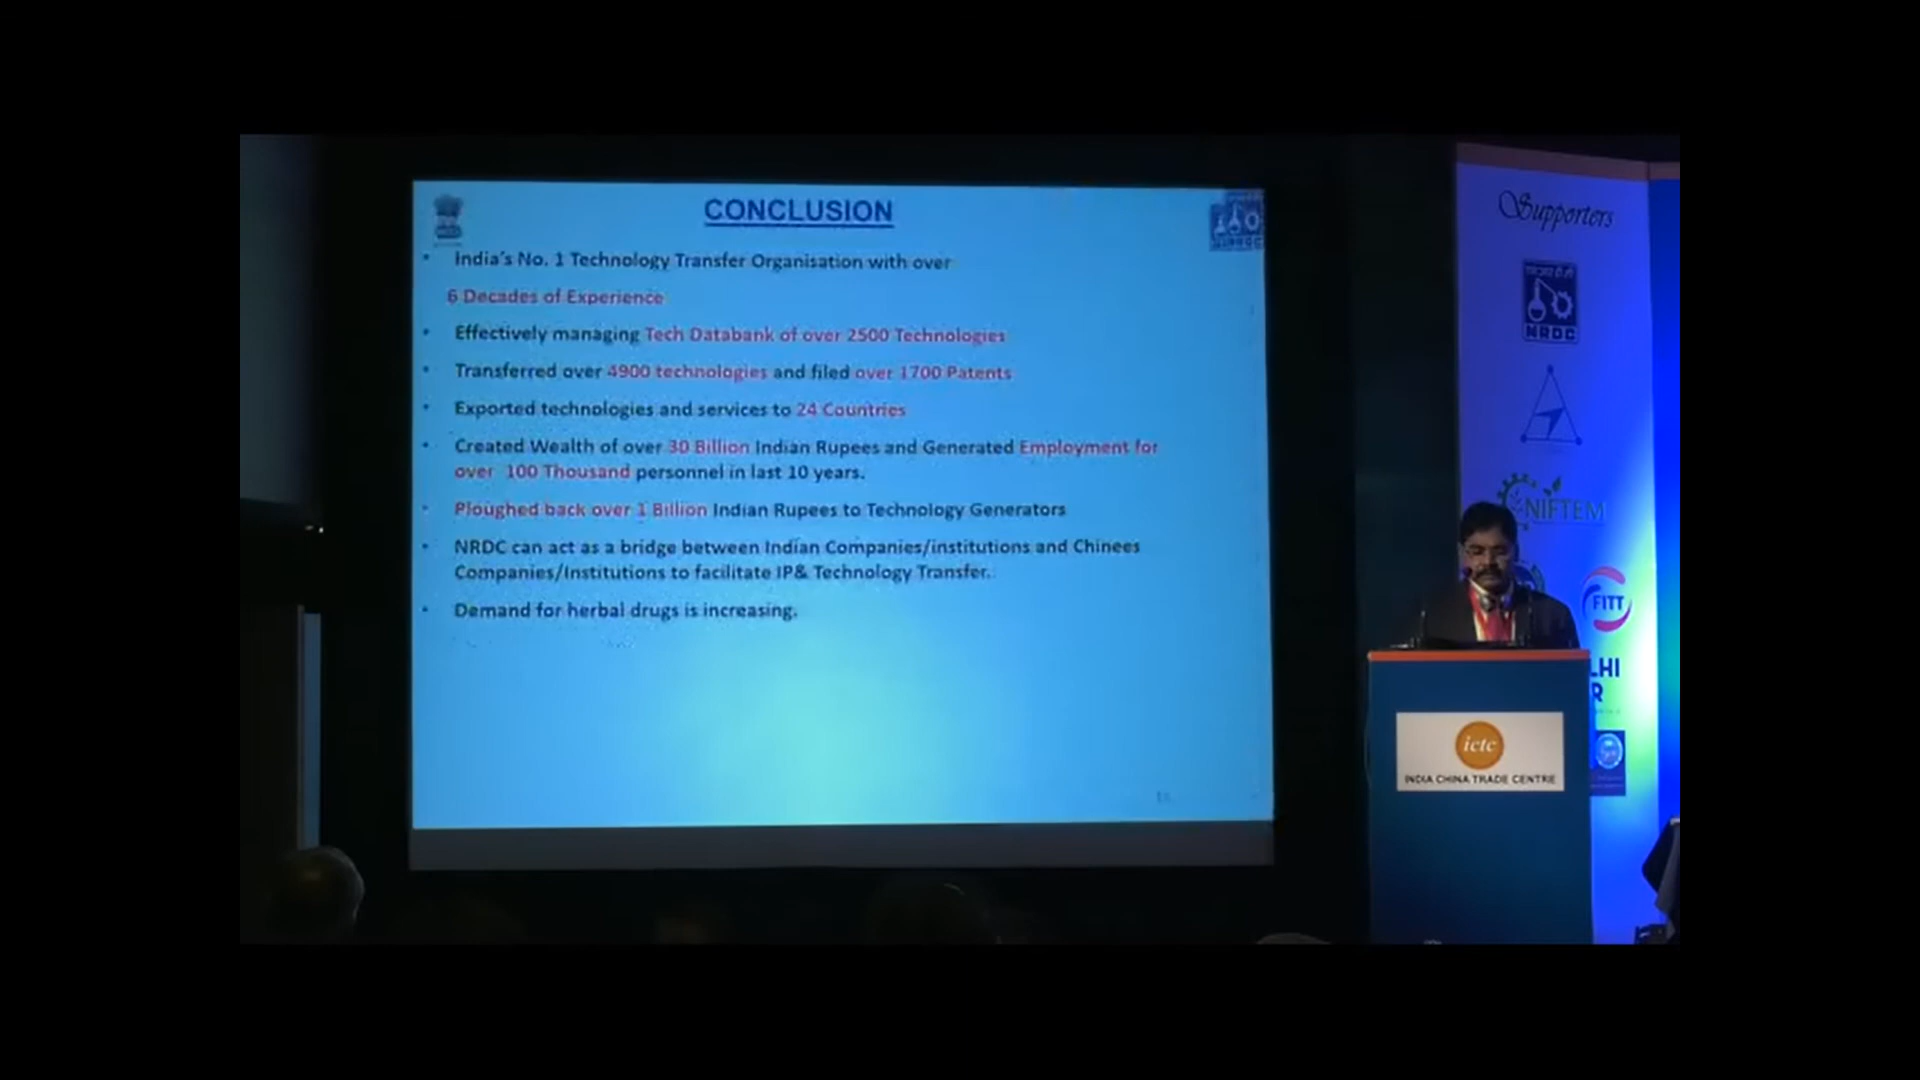 CONCLUSION
• India's No. 1 Technology Transfer Organisation with over
6 Decades of Experience
• Effectively managing Tech Databank of over 2500 Technologies
• Transferred over 4900 technologies and filed over 1700 Patents
• Exported technologies and services to 24 Countries
• Created Wealth of over 30 Billion Indian Rupees and Generated Employment for
over 100 Thousand personnel in last 10 years.
• Ploughed back over 1 Billion Indian Rupees to Technology Generators
• NRDC can act as a bridge between Indian Companies/institutions and Chinees
Companies/Institutions to facilitate IP& Technology Transfer.
• Demand for herbal drugs is increasing.
Supporters
NRDC
NIFTEM
FITT
LHI
R
ictc
INDIA CHINA TRADE CENTRE